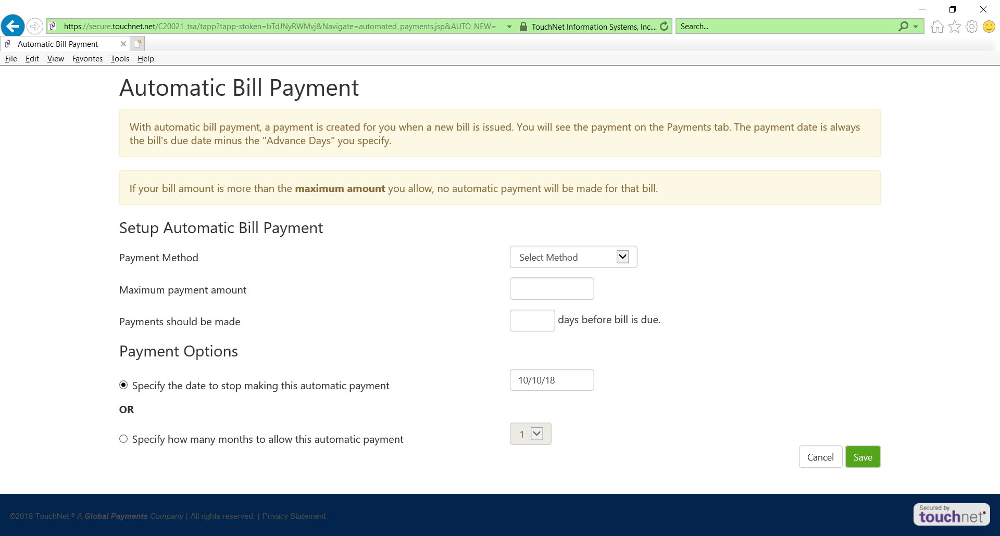 https://secure.touchnet.net/C20021_tsa/tapp?tapp-stoken=bTdJNyRWMvj&Navigate=automated_payments.jsp&AUTO_NEW=
TouchNet Information Systems, Inc....
Search...
Automatic Bill Payment
File Edit View Favorites Tools Help
Automatic Bill Payment
With automatic bill payment, a payment is created for you when a new bill is issued. You will see the payment on the Payments tab. The payment date is always
the bill's due date minus the "Advance Days" you specify.
If your bill amount is more than the maximum amount you allow, no automatic payment will be made for that bill.
Setup Automatic Bill Payment
Payment Method
Select Method
Maximum payment amount
Payments should be made
days before bill is due.
Payment Options
Specify the date to stop making this automatic payment
10/10/18
OR
Specify how many months to allow this automatic payment
1
Cancel Save
©2018 TouchNet ® A Global Payments Company | All rights reserved. | Privacy Statement
Secured by
touchnet